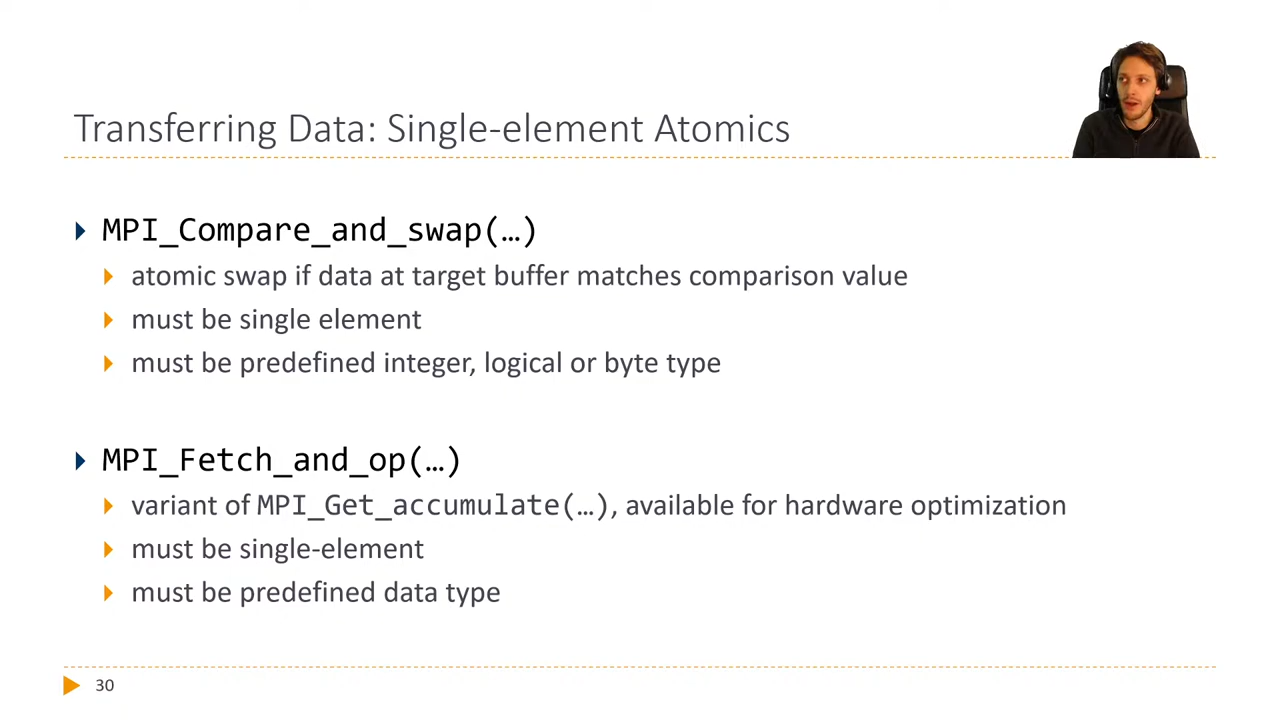 Transferring Data: Single-element Atomics
MPI_Compare_and_swap(…)
atomic swap if data at target buffer matches comparison value
must be single element
must be predefined integer, logical or byte type
MPI_Fetch_and_op(…)
variant of MPI_Get_accumulate(…), available for hardware optimization
must be single-element
must be predefined data type
30